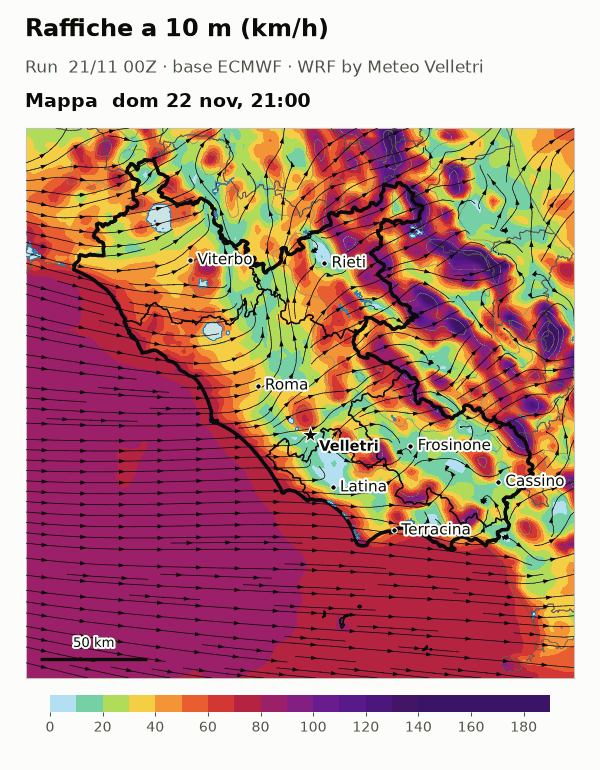 Raffiche a 10 m (km/h)
Run  21/11 00Z · base ECMWF · WRF by Meteo Velletri
Mappa  dom 22 nov, 21:00
Viterbo
Rieti
Roma
Velletri
Frosinone
Cassino
Latina
Terracina
50 km
0 20 40 60 80 100 120 140 160 180